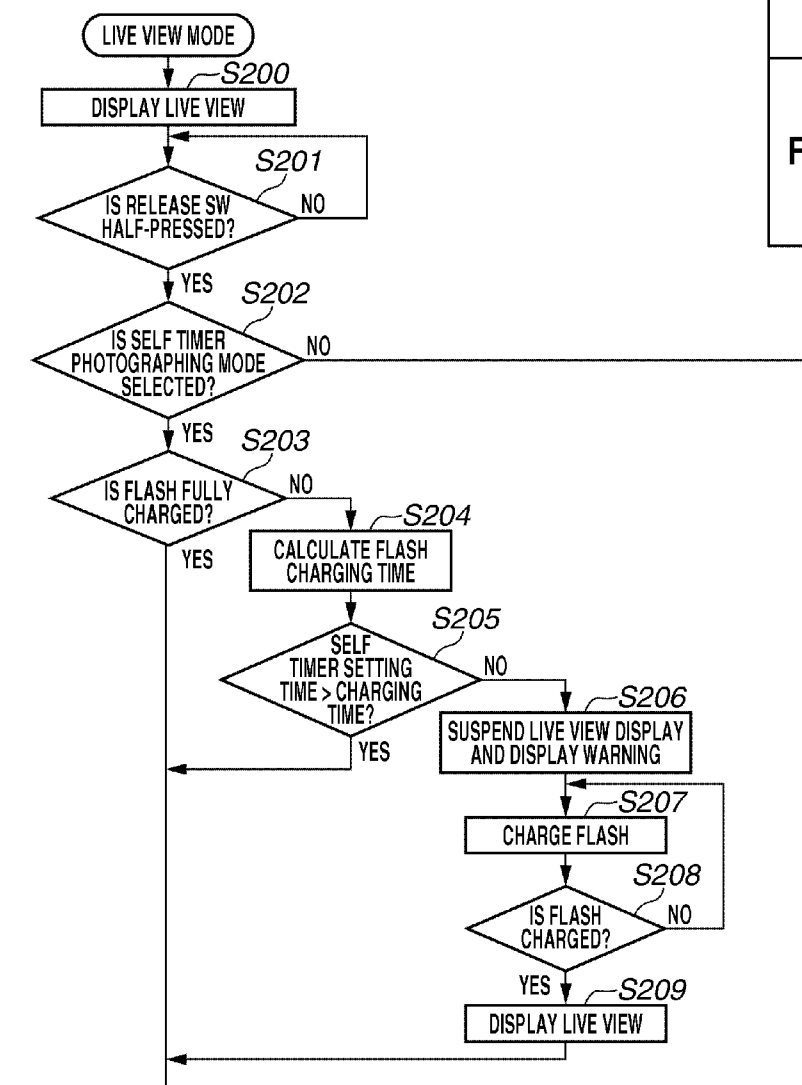 LIVE VIEW MODE
S200
DISPLAY LIVE VIEW
S201
IS RELEASE SW
HALF-PRESSED?
NO
YES
S202
IS SELF TIMER
PHOTOGRAPHING MODE
SELECTED?
NO
YES
S203
IS FLASH FULLY
CHARGED?
NO
YES
S204
CALCULATE FLASH
CHARGING TIME
S205
SELF
TIMER SETTING
TIME > CHARGING
TIME?
NO
YES
S206
SUSPEND LIVE VIEW DISPLAY
AND DISPLAY WARNING
S207
CHARGE FLASH
S208
IS FLASH
CHARGED?
NO
YES
S209
DISPLAY LIVE VIEW